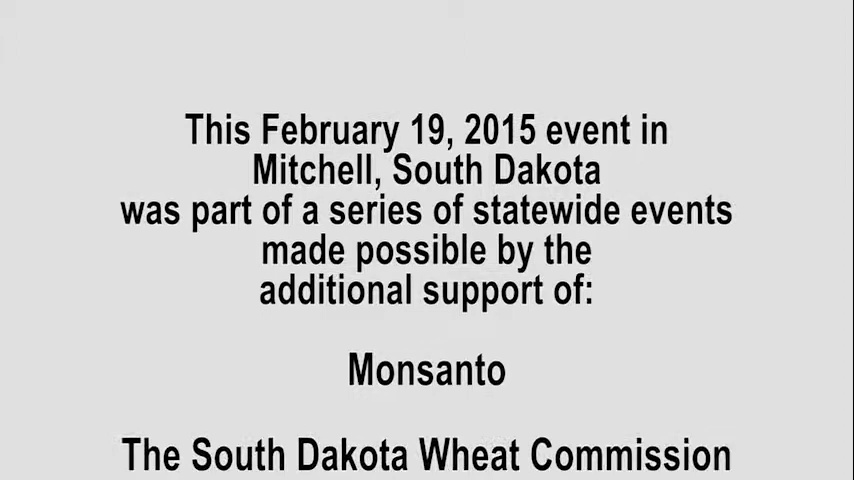 This February 19, 2015 event in
Mitchell, South Dakota
was part of a series of statewide events
made possible by the
additional support of:
Monsanto
The South Dakota Wheat Commission